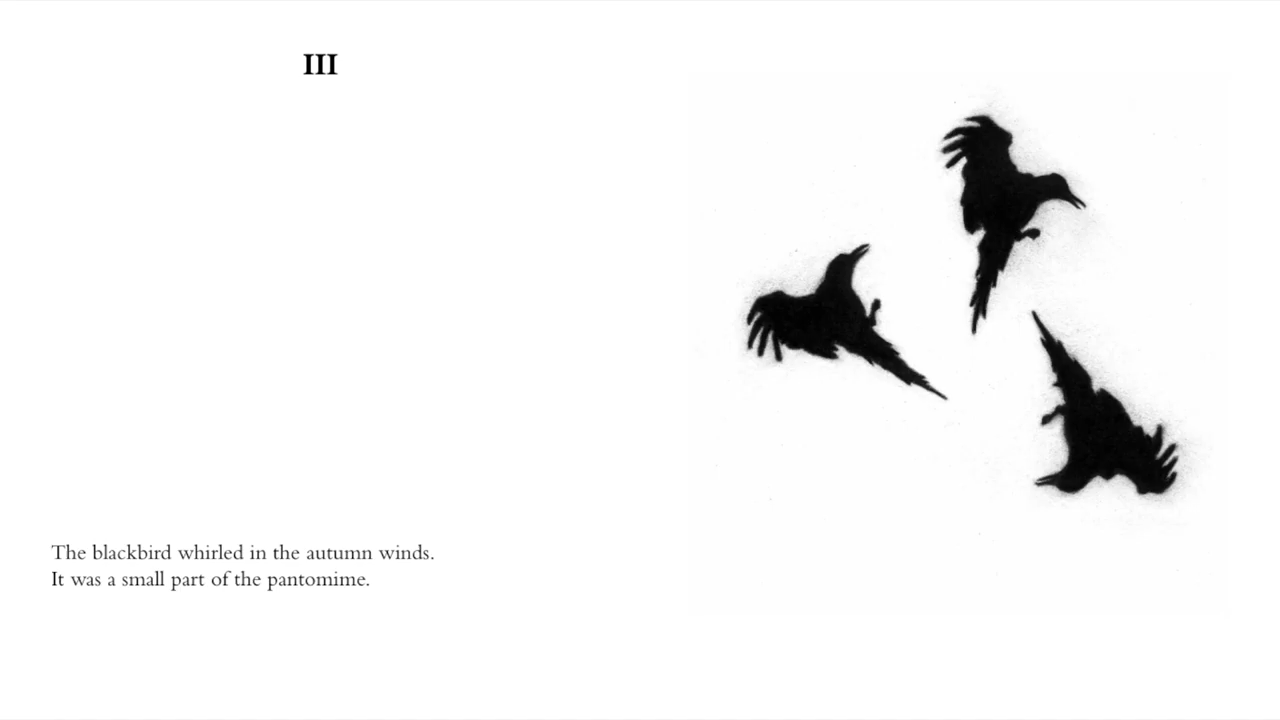 III
The blackbird whirled in the autumn winds.
It was a small part of the pantomime.